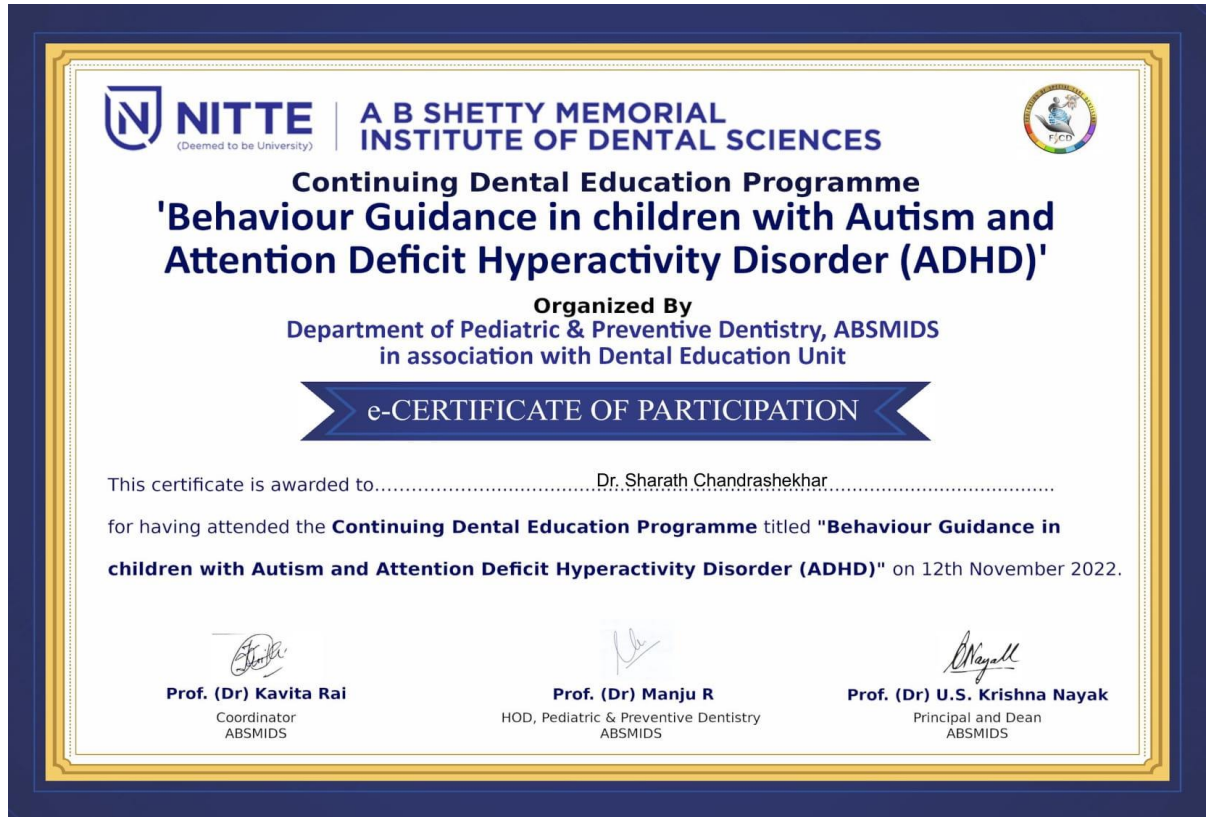 NITTE
(Deemed to be University)
A B SHETTY MEMORIAL
INSTITUTE OF DENTAL SCIENCES
FSCD
Continuing Dental Education Programme
'Behaviour Guidance in children with Autism and
Attention Deficit Hyperactivity Disorder (ADHD)'
Organized By
Department of Pediatric & Preventive Dentistry, ABSMIDS
in association with Dental Education Unit
e-CERTIFICATE OF PARTICIPATION
This certificate is awarded to.......................................Dr. Sharath Chandrashekhar.........................................
for having attended the Continuing Dental Education Programme titled "Behaviour Guidance in
children with Autism and Attention Deficit Hyperactivity Disorder (ADHD)" on 12th November 2022.
Prof. (Dr) Kavita Rai
Coordinator
ABSMIDS
Prof. (Dr) Manju R
HOD, Pediatric & Preventive Dentistry
ABSMIDS
Prof. (Dr) U.S. Krishna Nayak
Principal and Dean
ABSMIDS